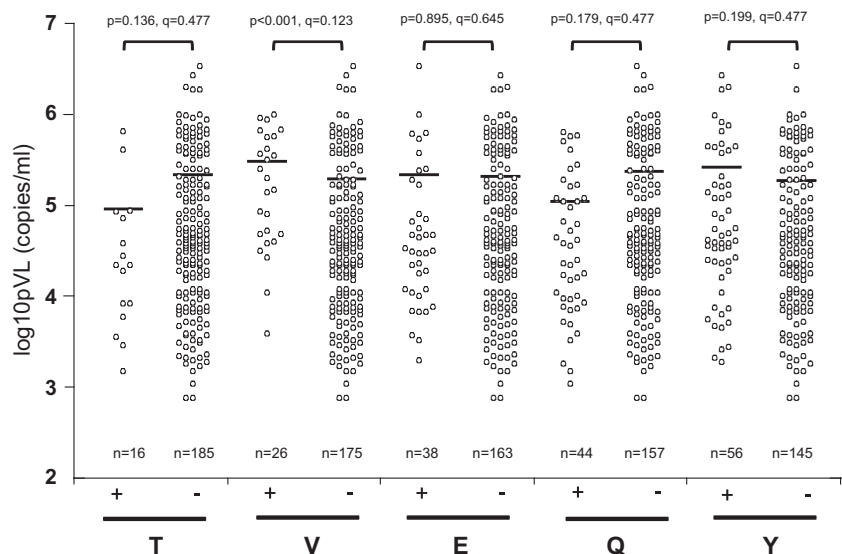 p=0.136, q=0.477 p<0.001, q=0.123 p=0.895, q=0.645 p=0.179, q=0.477 p=0.199, q=0.477
7
6
5
4
3
2
log10pVL (copies/ml)
n=16 n=185 n=26 n=175 n=38 n=163 n=44 n=157 n=56 n=145
+ - + - + - + - + -
T V E Q Y